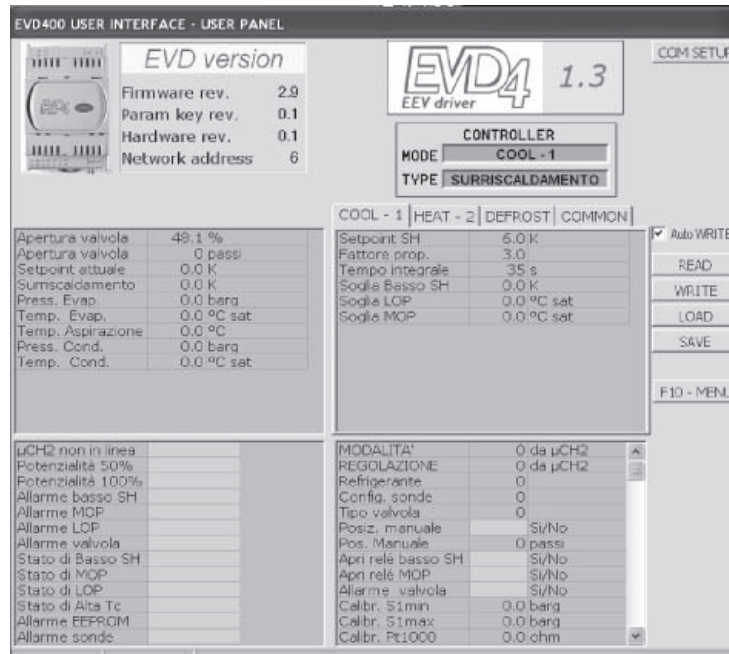 EVD400 USER INTERFACE - USER PANEL
EVD version
Firmware rev. 2.9
Param key rev. 0.1
Hardware rev. 0.1
Network address 6
EVD4 1.3
EEV driver
CONTROLLER
MODE COOL - 1
TYPE SURRISCALDAMENTO
COM SETUP
COOL - 1 HEAT - 2 DEFROST COMMON
Apertura valvola 48.1 %
Apertura valvola 0 passi
Setpoint attuale 0.0 K
Surriscaldamento 0.0 K
Press. Evap. 0.0 barg
Temp. Evap. 0.0 ºC sat
Temp. Aspirazione 0.0 ºC
Press. Cond. 0.0 barg
Temp. Cond. 0.0 ºC sat
Setpoint SH 6.0 K
Fattore prop. 3.0
Tempo integrale 35 s
Soglia Basso SH 0.0 K
Soglia LOP 0.0 ºC sat
Soglia MOP 0.0 ºC sat
Auto WRITE
READ
WRITE
LOAD
SAVE
F10 - MENU
µCH2 non in linea
Potenzialità 50%
Potenzialità 100%
Allarme basso SH
Allarme MOP
Allarme LOP
Allarme valvola
Stato di Basso SH
Stato di MOP
Stato di LOP
Stato di Alta Tc
Allarme EEPROM
Allarme sonde
MODALITA' 0 da µCH2
REGOLAZIONE 0 da µCH2
Refrigerante 0
Config. sonde 0
Tipo valvola 0
Posiz. manuale Si/No
Pos. Manuale 0 passi
Apri relè basso SH Si/No
Apri relè MOP Si/No
Allarme valvola Si/No
Calibr. S1min 0.0 barg
Calibr. S1max 0.0 barg
Calibr. Pt1000 0.0 ohm